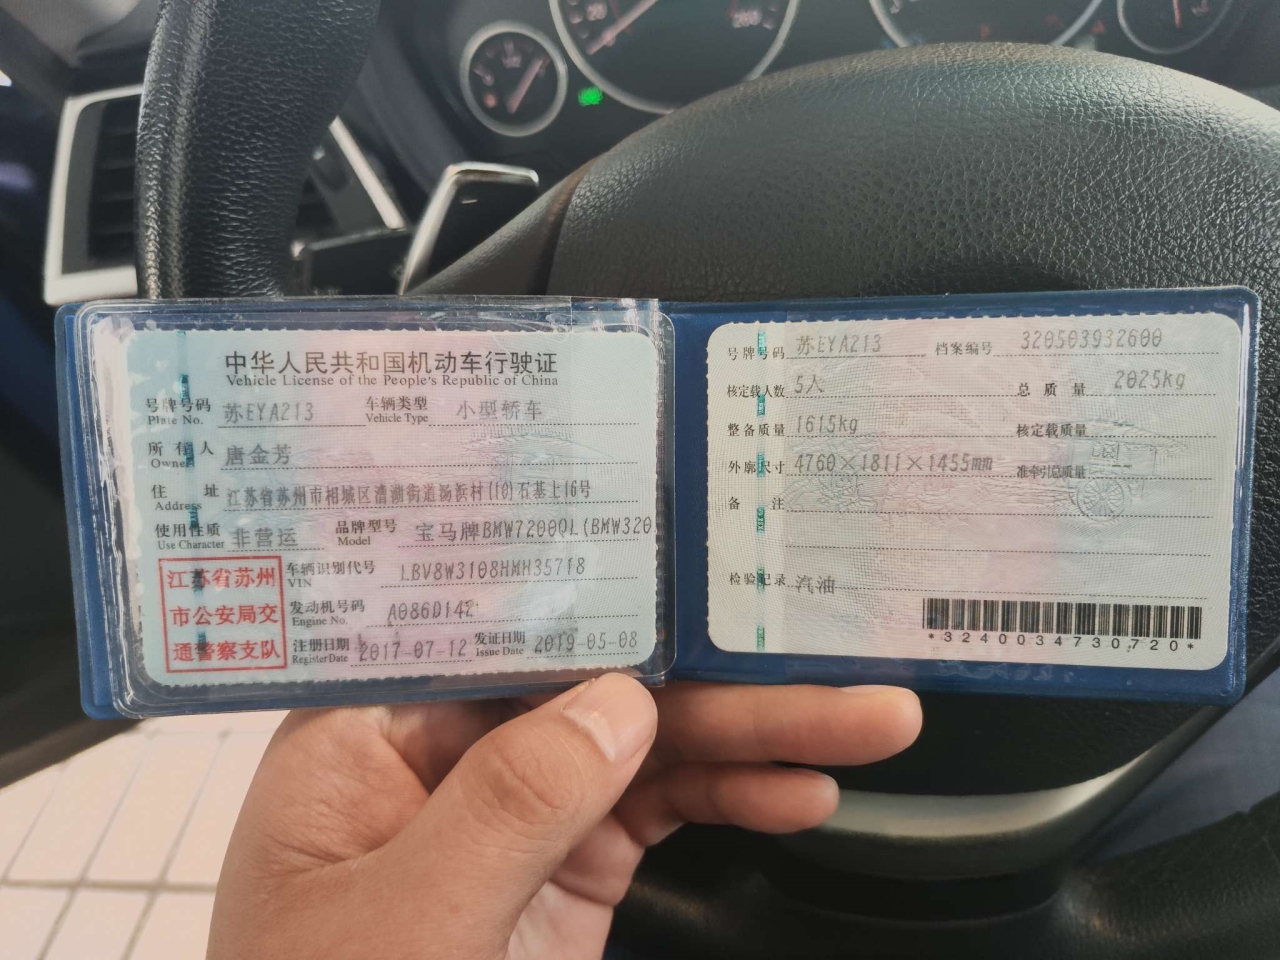 中华人民共和国机动车行驶证
Vehicle License of the People's Republic of China
号牌号码 苏EYA213 车辆类型 小型轿车
Plate No. Vehicle Type
所有人 唐金芳
Owner
住址 江苏省苏州市相城区漕湖街道汤浜村(10)石基上16号
Address
使用性质 非营运 品牌型号 宝马牌BMW7200QL(BMW320
Use Character Model
江苏省苏州
市公安局交
通警察支队
车辆识别代号 LBV8W3108HMH35718
VIN
发动机号码 A086D142
Engine No.
注册日期 2017-07-12 发证日期 2019-05-08
Register Date Issue Date
号牌号码 苏EYA213 档案编号 320503932600
核定载人数 5人 总质量 2025kg
整备质量 1615kg 核定载质量 --
外廓尺寸 4760×1811×1455mm 准牵引总质量 --
备注
检验记录 汽油
*3240034730720*
20
260